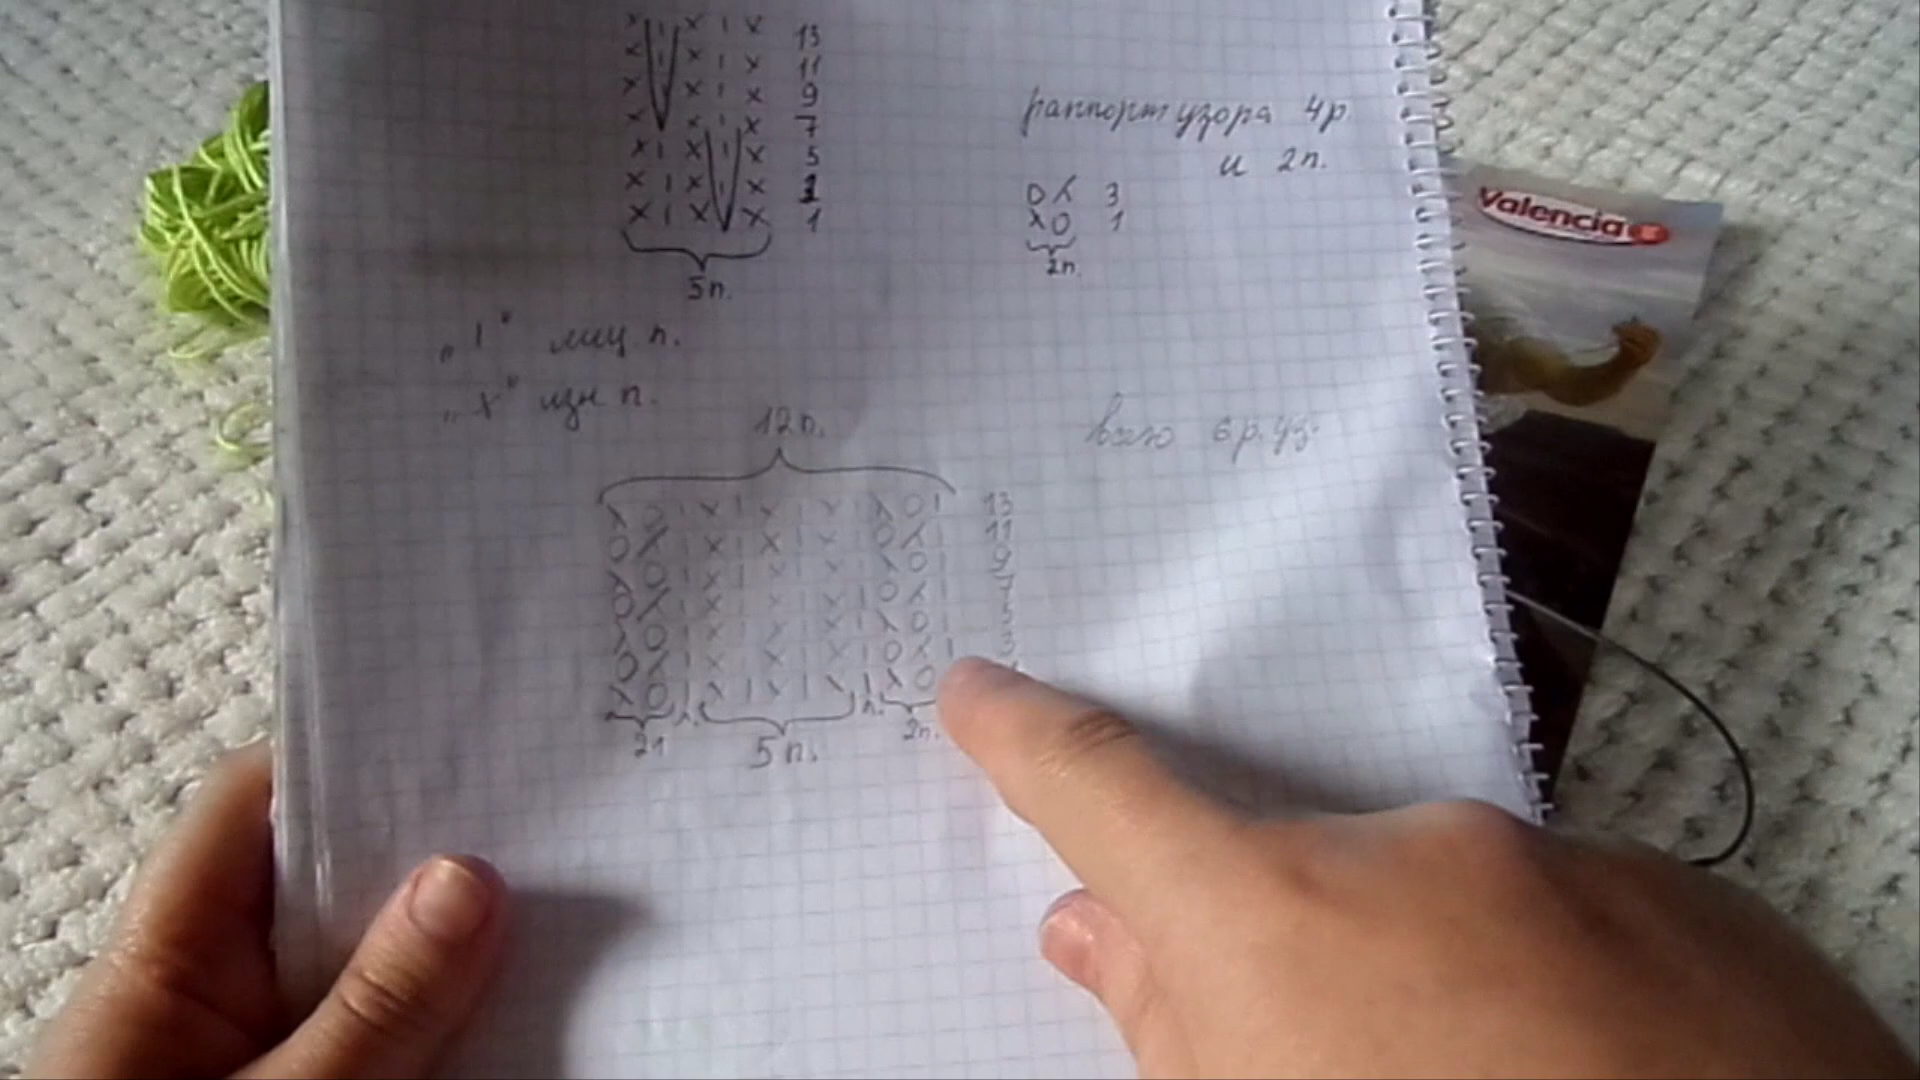 x | x | x 13
x | x | x 11
x | x | x 9
x | x | x 7
x | x | x 5
x | x | x 3
x | x | x 1
5п.
раппорт узора 4р
и 2п.
О ⋌ 3
⋋ О 1
2п.
Valencia
„ I " лиц. п.
„ x " изн п.
12п.
всего 6 р. уз.
⋋ О | x | x | x | ⋋ О | 13
О ⋌ | x | x | x | О ⋌ | 11
⋋ О | x | x | x | ⋋ О | 9
О ⋌ | x | x | x | О ⋌ | 7
⋋ О | x | x | x | ⋋ О | 5
О ⋌ | x | x | x | О ⋌ | 3
⋋ О | x | x | x | ⋋ О
2п л. 5п. л. 2п.